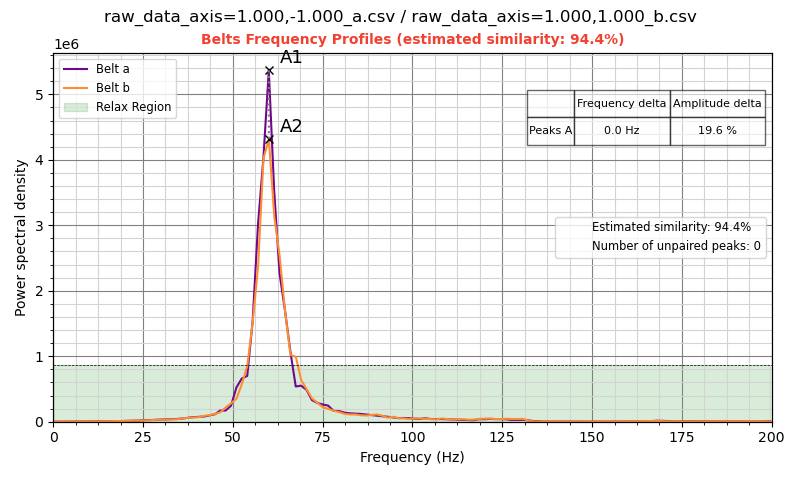 raw_data_axis=1.000,-1.000_a.csv / raw_data_axis=1.000,1.000_b.csv
Belts Frequency Profiles (estimated similarity: 94.4%)
1e6
Belt a
Belt b
Relax Region
A1
A2
Frequency delta Amplitude delta
Peaks A 0.0 Hz 19.6 %
Estimated similarity: 94.4%
Number of unpaired peaks: 0
Power spectral density
5
4
3
2
1
0
0 25 50 75 100 125 150 175 200
Frequency (Hz)